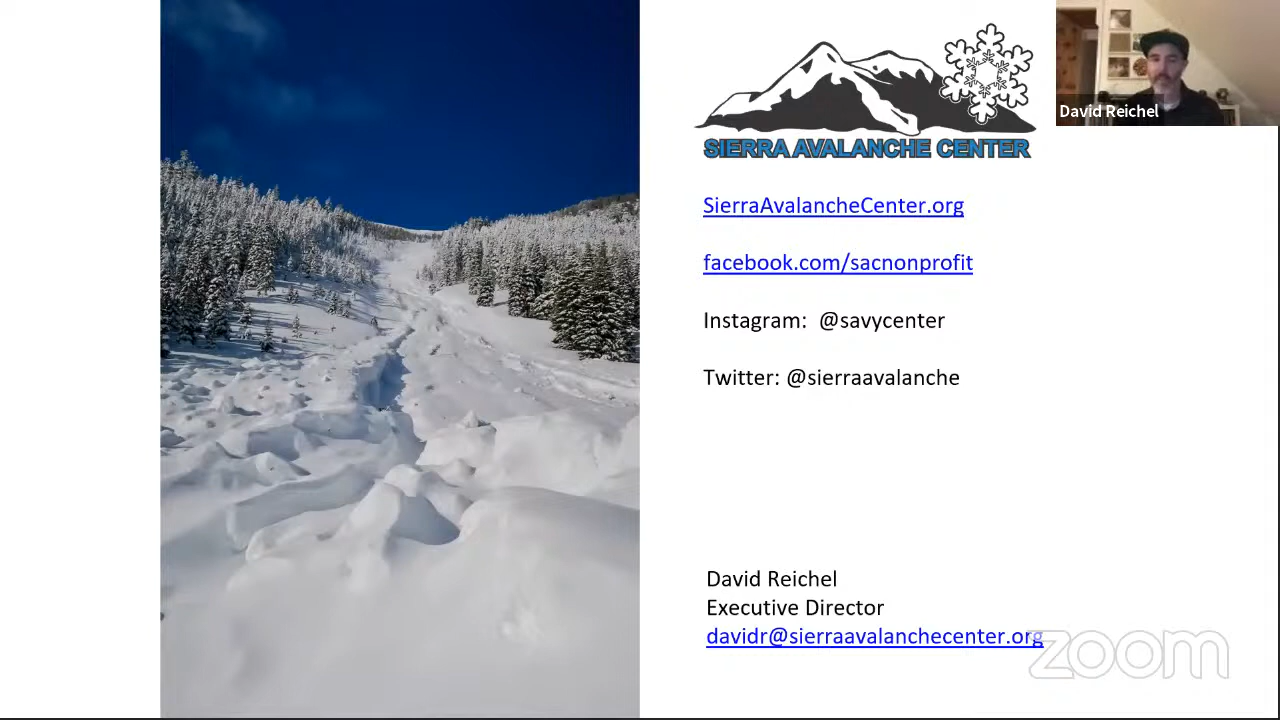 SIERRA AVALANCHE CENTER
David Reichel
SierraAvalancheCenter.org
facebook.com/sacnonprofit
Instagram:  @savycenter
Twitter: @sierraavalanche
David Reichel
Executive Director
davidr@sierraavalanchecenter.org
zoom